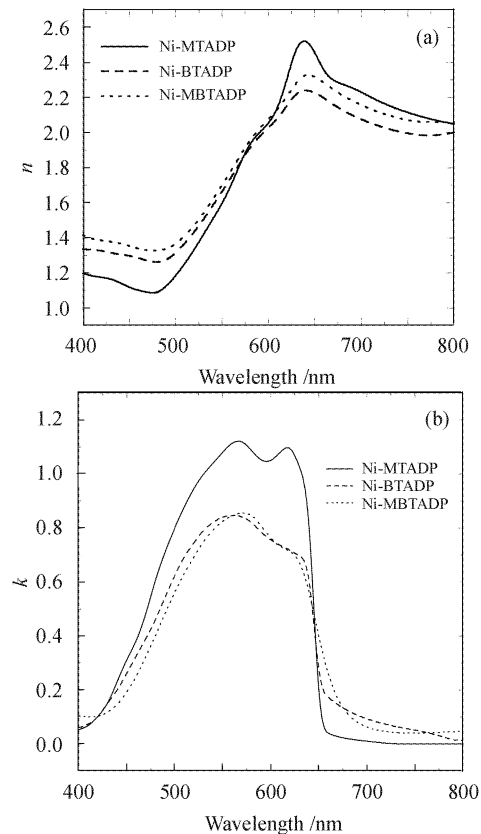 2.6
(a)
Ni-MTADP
2.4
Ni-BTADP
2.2
Ni-MBTADP
2.0
n
1.8
1.6
1.4
1.2
1.0
400 500 600 700 800
Wavelength /nm
1.2
(b)
1.0
Ni-MTADP
Ni-BTADP
0.8
Ni-MBTADP
0.6
k
0.4
0.2
0.0
400 500 600 700 800
Wavelength /nm